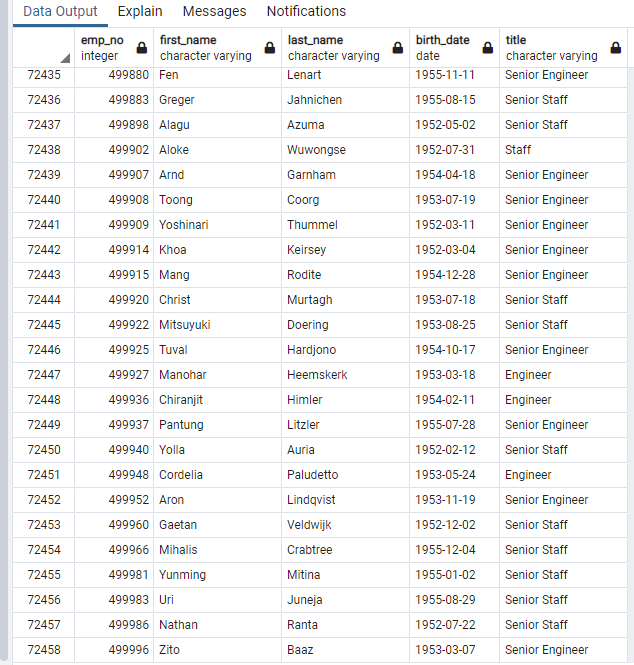 Data Output Explain Messages Notifications
emp_no first_name last_name birth_date title
integer character varying character varying date character varying
72435 499880 Fen Lenart 1955-11-11 Senior Engineer
72436 499883 Greger Jahnichen 1955-08-15 Senior Staff
72437 499898 Alagu Azuma 1952-05-02 Senior Staff
72438 499902 Aloke Wuwongse 1952-07-31 Staff
72439 499907 Arnd Garnham 1954-04-18 Senior Engineer
72440 499908 Toong Coorg 1953-07-19 Senior Engineer
72441 499909 Yoshinari Thummel 1952-03-11 Senior Engineer
72442 499914 Khoa Keirsey 1952-03-04 Senior Engineer
72443 499915 Mang Rodite 1954-12-28 Senior Engineer
72444 499920 Christ Murtagh 1953-07-18 Senior Staff
72445 499922 Mitsuyuki Doering 1953-08-25 Senior Staff
72446 499925 Tuval Hardjono 1954-10-17 Senior Engineer
72447 499927 Manohar Heemskerk 1953-03-18 Engineer
72448 499936 Chiranjit Himler 1954-02-11 Engineer
72449 499937 Pantung Litzler 1955-07-28 Senior Engineer
72450 499940 Yolla Auria 1952-02-12 Senior Staff
72451 499948 Cordelia Paludetto 1953-05-24 Engineer
72452 499952 Aron Lindqvist 1953-11-19 Senior Engineer
72453 499960 Gaetan Veldwijk 1952-12-02 Senior Staff
72454 499966 Mihalis Crabtree 1955-12-04 Senior Staff
72455 499981 Yunming Mitina 1955-01-02 Senior Staff
72456 499983 Uri Juneja 1955-08-29 Senior Staff
72457 499986 Nathan Ranta 1952-07-22 Senior Staff
72458 499996 Zito Baaz 1953-03-07 Senior Engineer